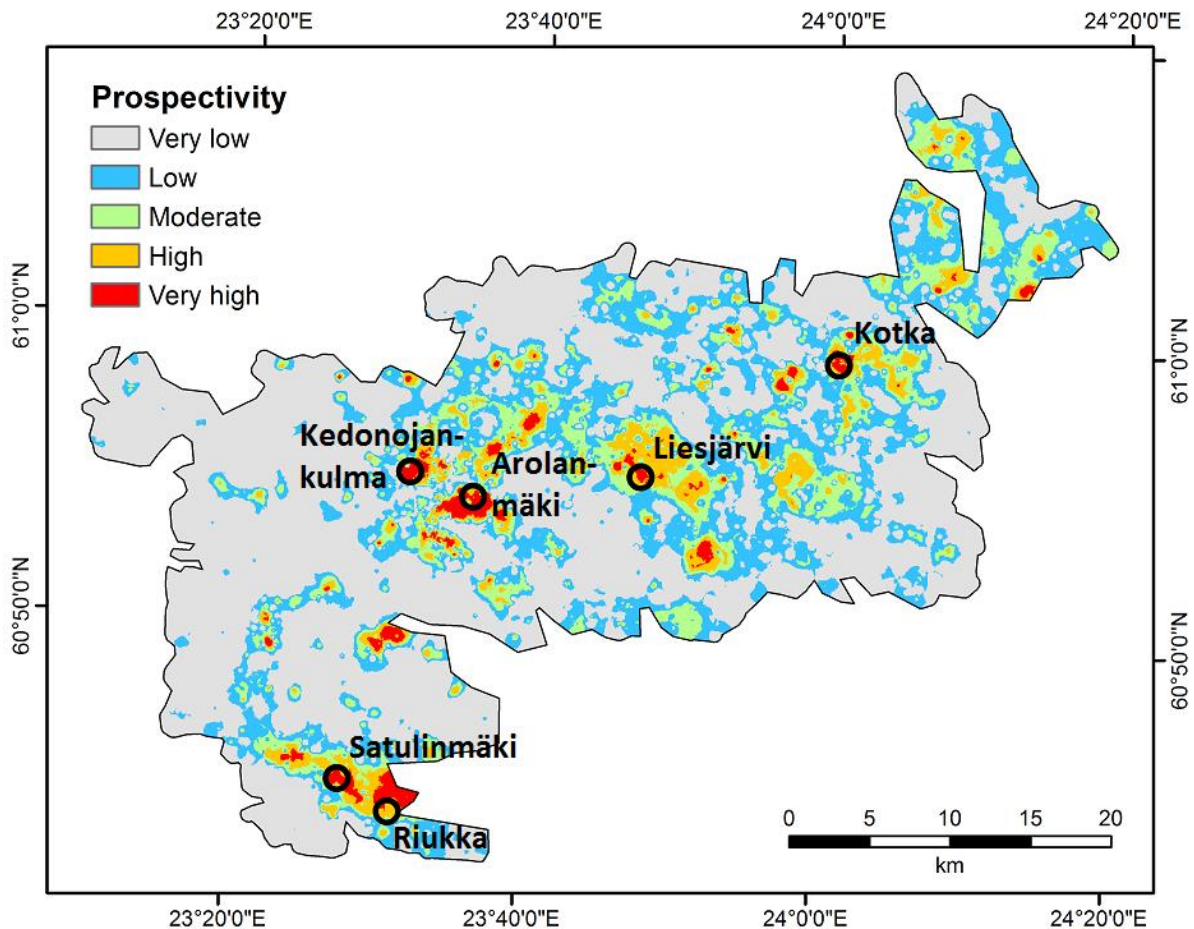 23°20'0"E 23°40'0"E 24°0'0"E 24°20'0"E
Prospectivity
Very low
Low
Moderate
High
Very high
61°0'0"N
61°0'0"N
Kotka
Kedonojan-
kulma
Arolan-
mäki
Liesjärvi
60°50'0"N
60°50'0"N
Satulinmäki
Riukka
0 5 10 15 20
km
23°20'0"E 23°40'0"E 24°0'0"E 24°20'0"E